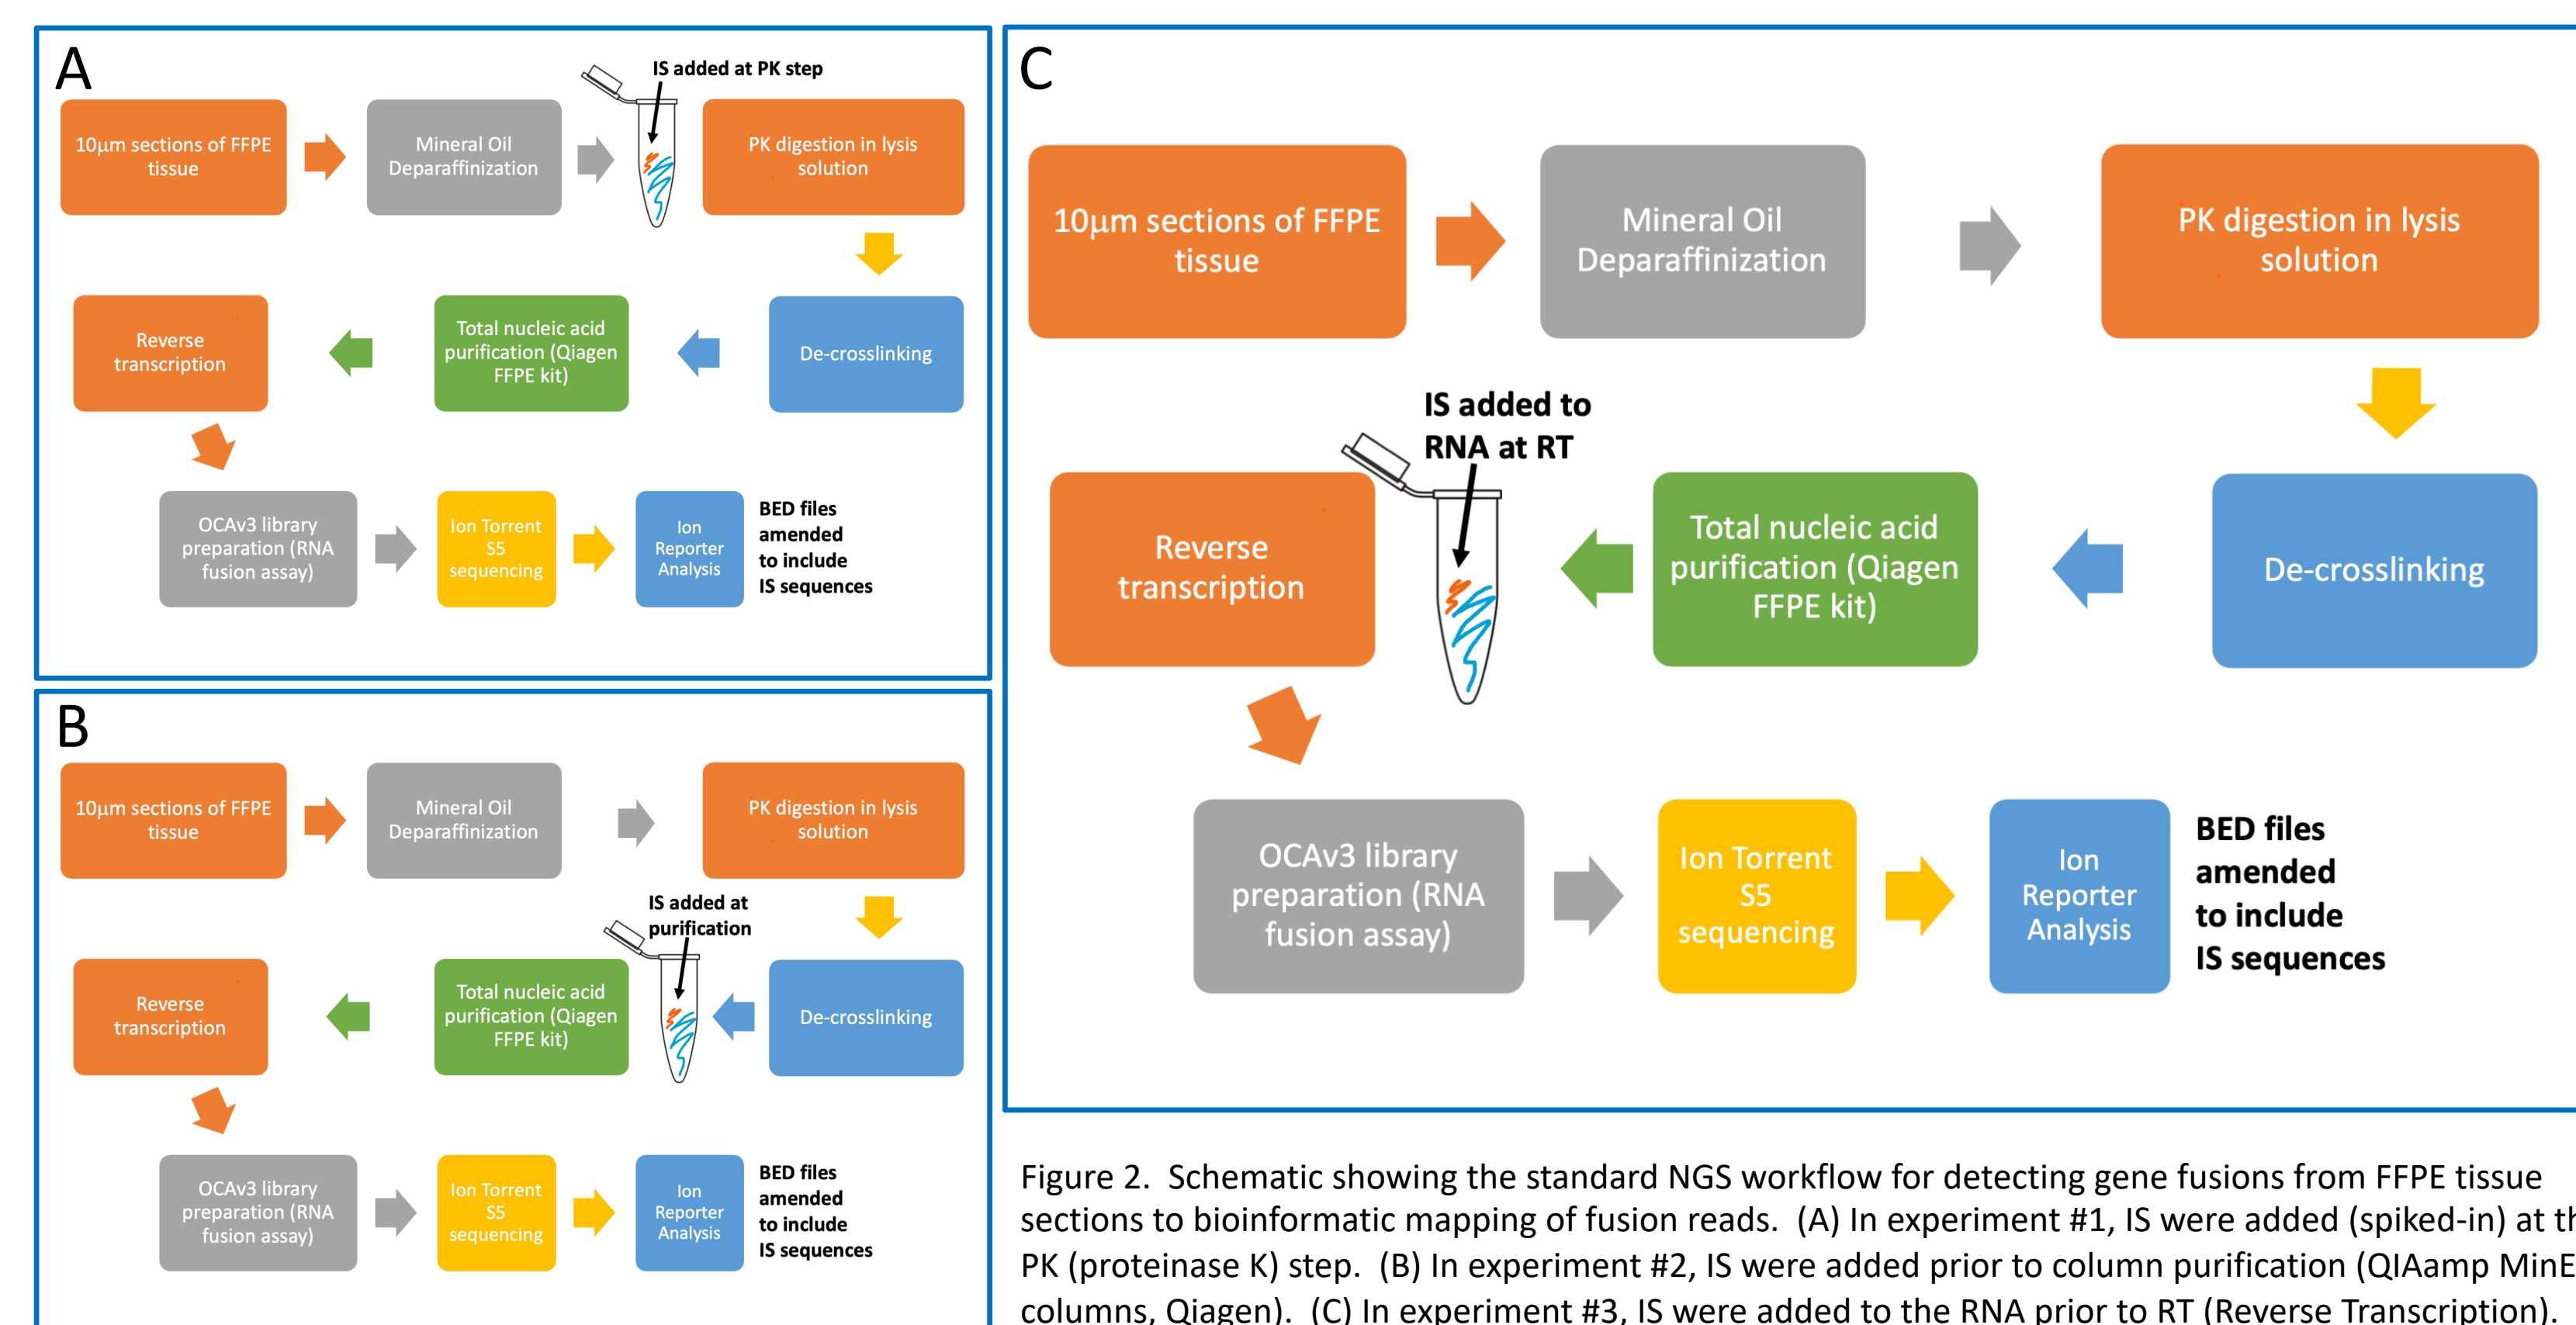 A
IS added at PK step
10µm sections of FFPE
tissue
Mineral Oil
Deparaffinization
PK digestion in lysis
solution
Reverse
transcription
Total nucleic acid
purification (Qiagen
FFPE kit)
De-crosslinking
OCAv3 library
preparation (RNA
fusion assay)
Ion Torrent
S5
sequencing
Ion
Reporter
Analysis
BED files
amended
to include
IS sequences
B
10µm sections of FFPE
tissue
Mineral Oil
Deparaffinization
PK digestion in lysis
solution
IS added at
purification
Reverse
transcription
Total nucleic acid
purification (Qiagen
FFPE kit)
De-crosslinking
OCAv3 library
preparation (RNA
fusion assay)
Ion Torrent
S5
sequencing
Ion
Reporter
Analysis
BED files
amended
to include
IS sequences
C
10µm sections of FFPE
tissue
Mineral Oil
Deparaffinization
PK digestion in lysis
solution
IS added to
RNA at RT
Reverse
transcription
Total nucleic acid
purification (Qiagen
FFPE kit)
De-crosslinking
OCAv3 library
preparation (RNA
fusion assay)
Ion Torrent
S5
sequencing
Ion
Reporter
Analysis
BED files
amended
to include
IS sequences
Figure 2. Schematic showing the standard NGS workflow for detecting gene fusions from FFPE tissue
sections to bioinformatic mapping of fusion reads. (A) In experiment #1, IS were added (spiked-in) at
PK (proteinase K) step. (B) In experiment #2, IS were added prior to column purification (QIAamp
columns, Qiagen). (C) In experiment #3, IS were added to the RNA prior to RT (Reverse Transcription).